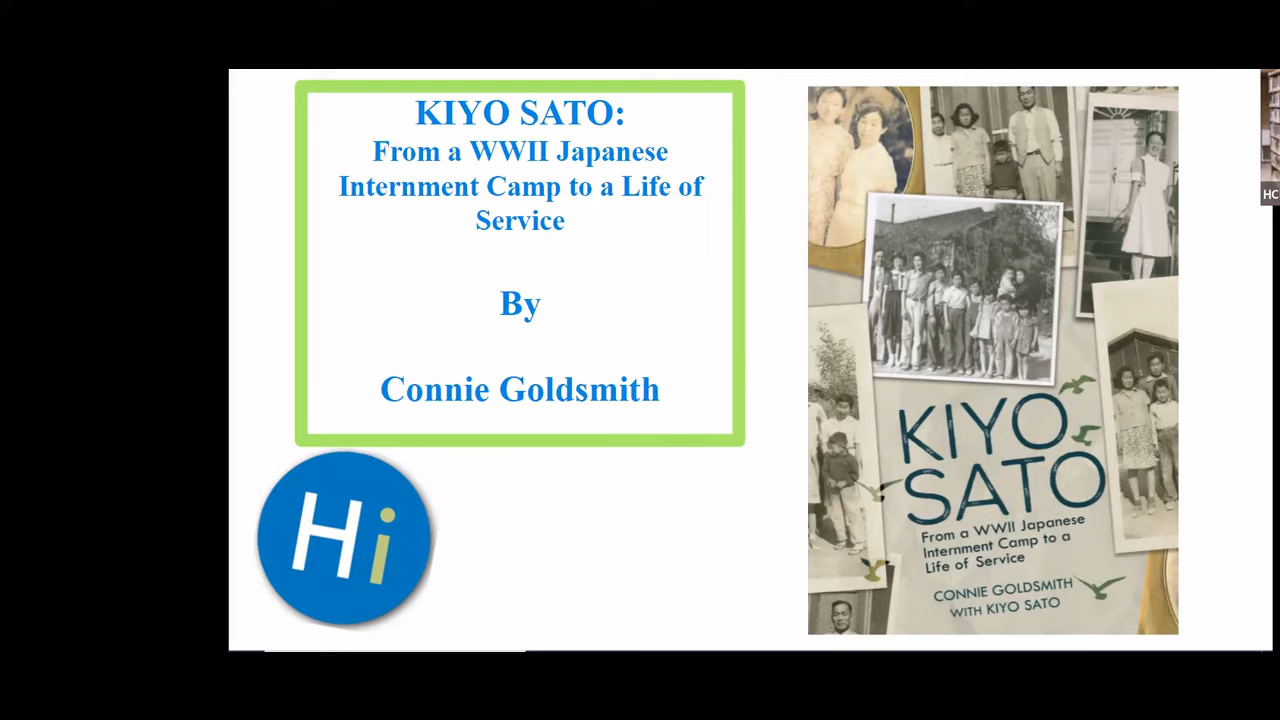 KIYO SATO:
From a WWII Japanese
Internment Camp to a Life of
Service
By
Connie Goldsmith
Hi
KIYO
SATO
From a WWII Japanese
Internment Camp to a
Life of Service
CONNIE GOLDSMITH
WITH KIYO SATO
HC